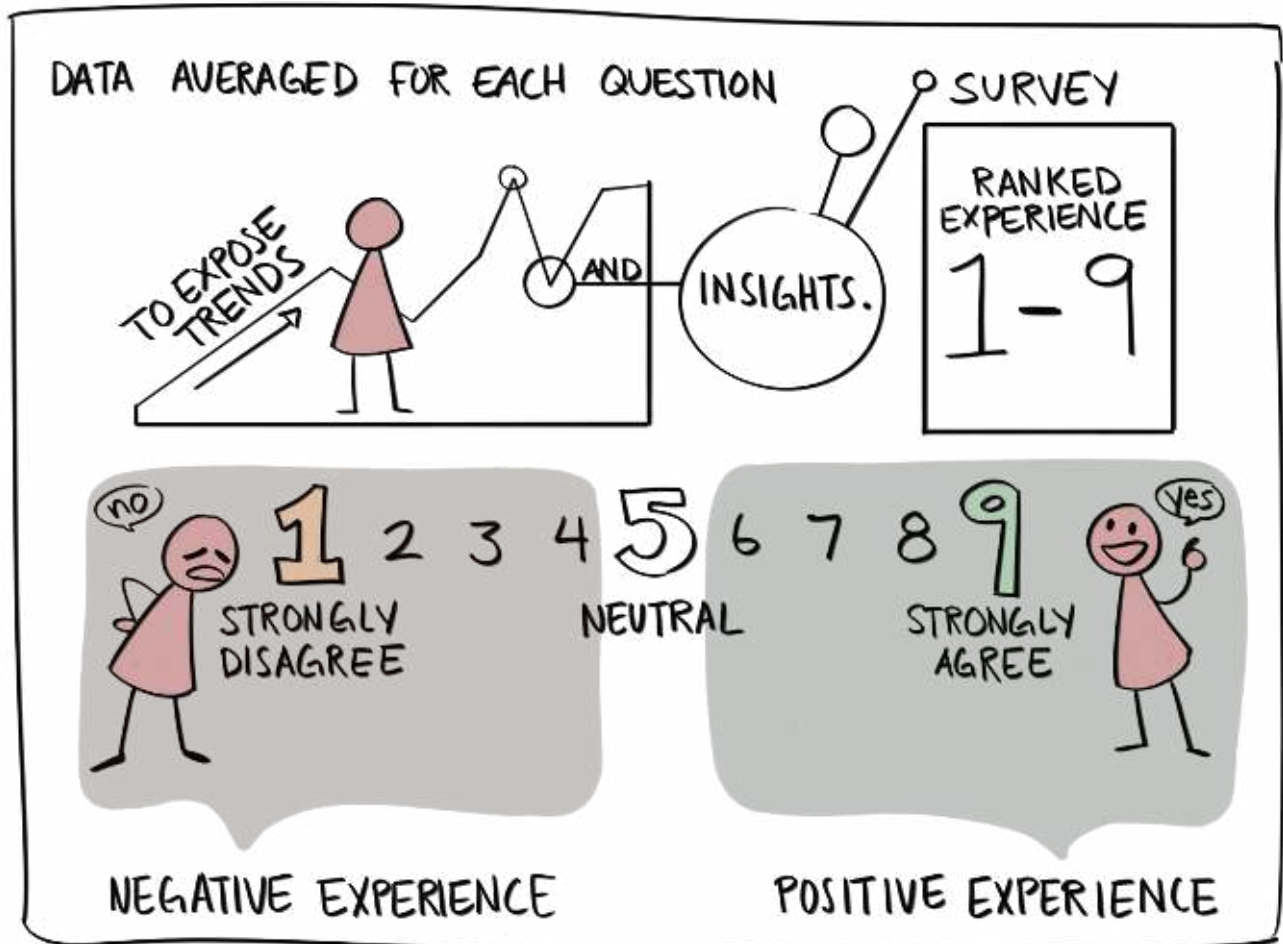 DATA AVERAGED FOR EACH QUESTION
TO EXPOSE
TRENDS
AND
INSIGHTS.
SURVEY
RANKED
EXPERIENCE
1-9
no
1 2 3 4 5 6 7 8 9
yes
STRONGLY
DISAGREE
NEUTRAL
STRONGLY
AGREE
NEGATIVE EXPERIENCE
POSITIVE EXPERIENCE